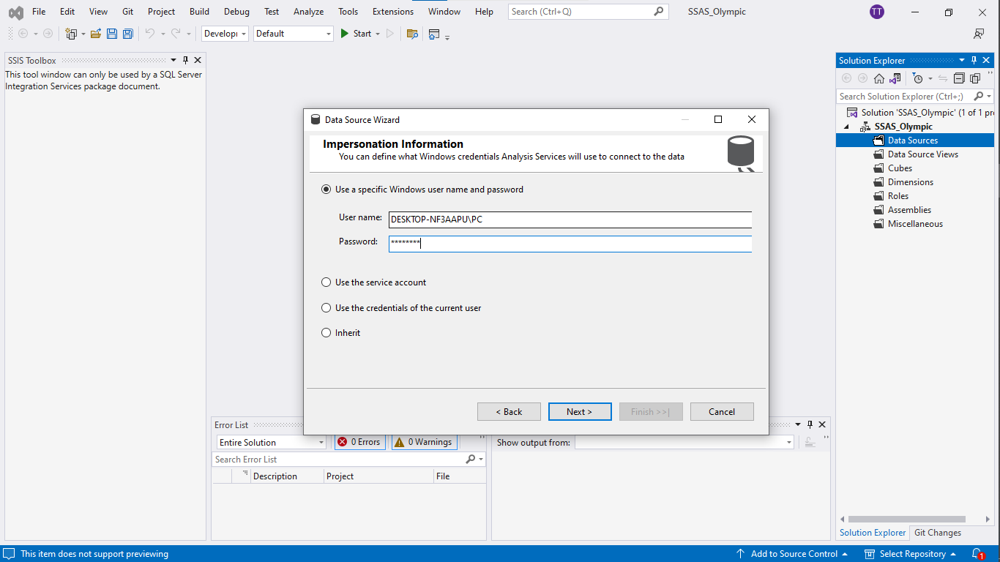 File Edit View Git Project Build Debug Test Analyze Tools Extensions Window Help Search (Ctrl+Q) SSAS_Olympic TT
Default Start
SSIS Toolbox
This tool window can only be used by a SQL Server
Integration Services package document.
Data Source Wizard
Impersonation Information
You can define what Windows credentials Analysis Services will use to connect to the data
Use a specific Windows user name and password
User name: DESKTOP-NF3AAPU\PC
Password: ********
Use the service account
Use the credentials of the current user
Inherit
< Back Next > Finish >>| Cancel
Error List
Entire Solution 0 Errors 0 Warnings
Search Error List
Description Project File
Show output from:
Solution Explorer
Search Solution Explorer (Ctrl+;)
Solution 'SSAS_Olympic' (1 of 1 pr
SSAS_Olympic
Data Sources
Data Source Views
Cubes
Dimensions
Roles
Assemblies
Miscellaneous
Solution Explorer Git Changes
This item does not support previewing Add to Source Control Select Repository 1